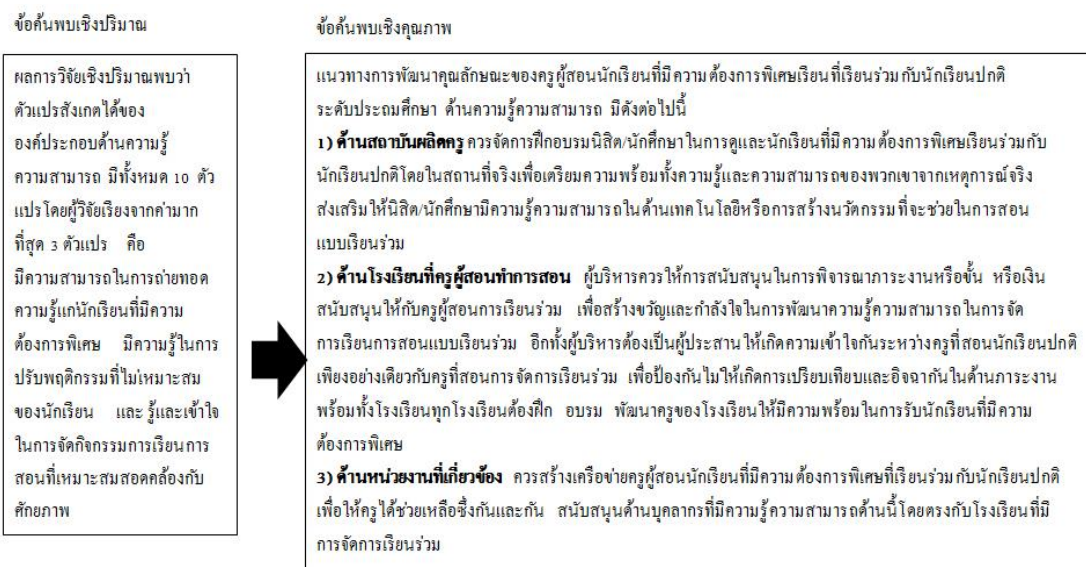 ข้อค้นพบเชิงปริมาณ
ผลการวิจัยเชิงปริมาณพบว่า
ตัวแปรสังเกตได้ของ
องค์ประกอบด้านความรู้
ความสามารถ มีทั้งหมด 10 ตัว
แปรโดยผู้วิจัยเรียงจากค่ามาก
ที่สุด 3 ตัวแปร คือ
มีความสามารถในการถ่ายทอด
ความรู้แก่นักเรียนที่มีความ
ต้องการพิเศษ มีความรู้ในการ
ปรับพฤติกรรมที่ไม่เหมาะสม
ของนักเรียน และ รู้และเข้าใจ
ในการจัดกิจกรรมการเรียนการ
สอนที่เหมาะสมสอดคล้องกับ
ศักยภาพ
ข้อค้นพบเชิงคุณภาพ
แนวทางการพัฒนาคุณลักษณะของครูผู้สอนนักเรียนที่มีความต้องการพิเศษเรียนที่เรียนร่วมกับนักเรียนปกติ
ระดับประถมศึกษา ด้านความรู้ความสามารถ มีดังต่อไปนี้
1) ด้านสถาบันผลิตครู ควรจัดการฝึกอบรมนิสิต/นักศึกษาในการดูและนักเรียนที่มีความต้องการพิเศษเรียนร่วมกับ
นักเรียนปกติโดยในสถานที่จริงเพื่อเตรียมความพร้อมทั้งความรู้และความสามารถของพวกเขาจากเหตุการณ์จริง
ส่งเสริมให้นิสิต/นักศึกษามีความรู้ความสามารถในด้านเทคโนโลยีหรือการสร้างนวัตกรรมที่จะช่วยในการสอน
แบบเรียนร่วม
2) ด้านโรงเรียนที่ครูผู้สอนทำการสอน ผู้บริหารควรให้การสนับสนุนในการพิจารณาภาระงานหรือขั้น หรือเงิน
สนับสนุนให้กับครูผู้สอนการเรียนร่วม เพื่อสร้างขวัญและกำลังใจในการพัฒนาความรู้ความสามารถในการจัด
การเรียนการสอนแบบเรียนร่วม อีกทั้งผู้บริหารต้องเป็นผู้ประสานให้เกิดความเข้าใจกันระหว่างครูที่สอนนักเรียนปกติ
เพียงอย่างเดียวกับครูที่สอนการจัดการเรียนร่วม เพื่อป้องกันไม่ให้เกิดการเปรียบเทียบและอิจฉากันในด้านภาระงาน
พร้อมทั้งโรงเรียนทุกโรงเรียนต้องฝึก อบรม พัฒนาครูของโรงเรียนให้มีความพร้อมในการรับนักเรียนที่มีความ
ต้องการพิเศษ
3) ด้านหน่วยงานที่เกี่ยวข้อง ควรสร้างเครือข่ายครูผู้สอนนักเรียนที่มีความต้องการพิเศษที่เรียนร่วมกับนักเรียนปกติ
เพื่อให้ครูได้ช่วยเหลือซึ่งกันและกัน สนับสนุนด้านบุคลากรที่มีความรู้ความสามารถด้านนี้โดยตรงกับโรงเรียนที่มี
การจัดการเรียนร่วม